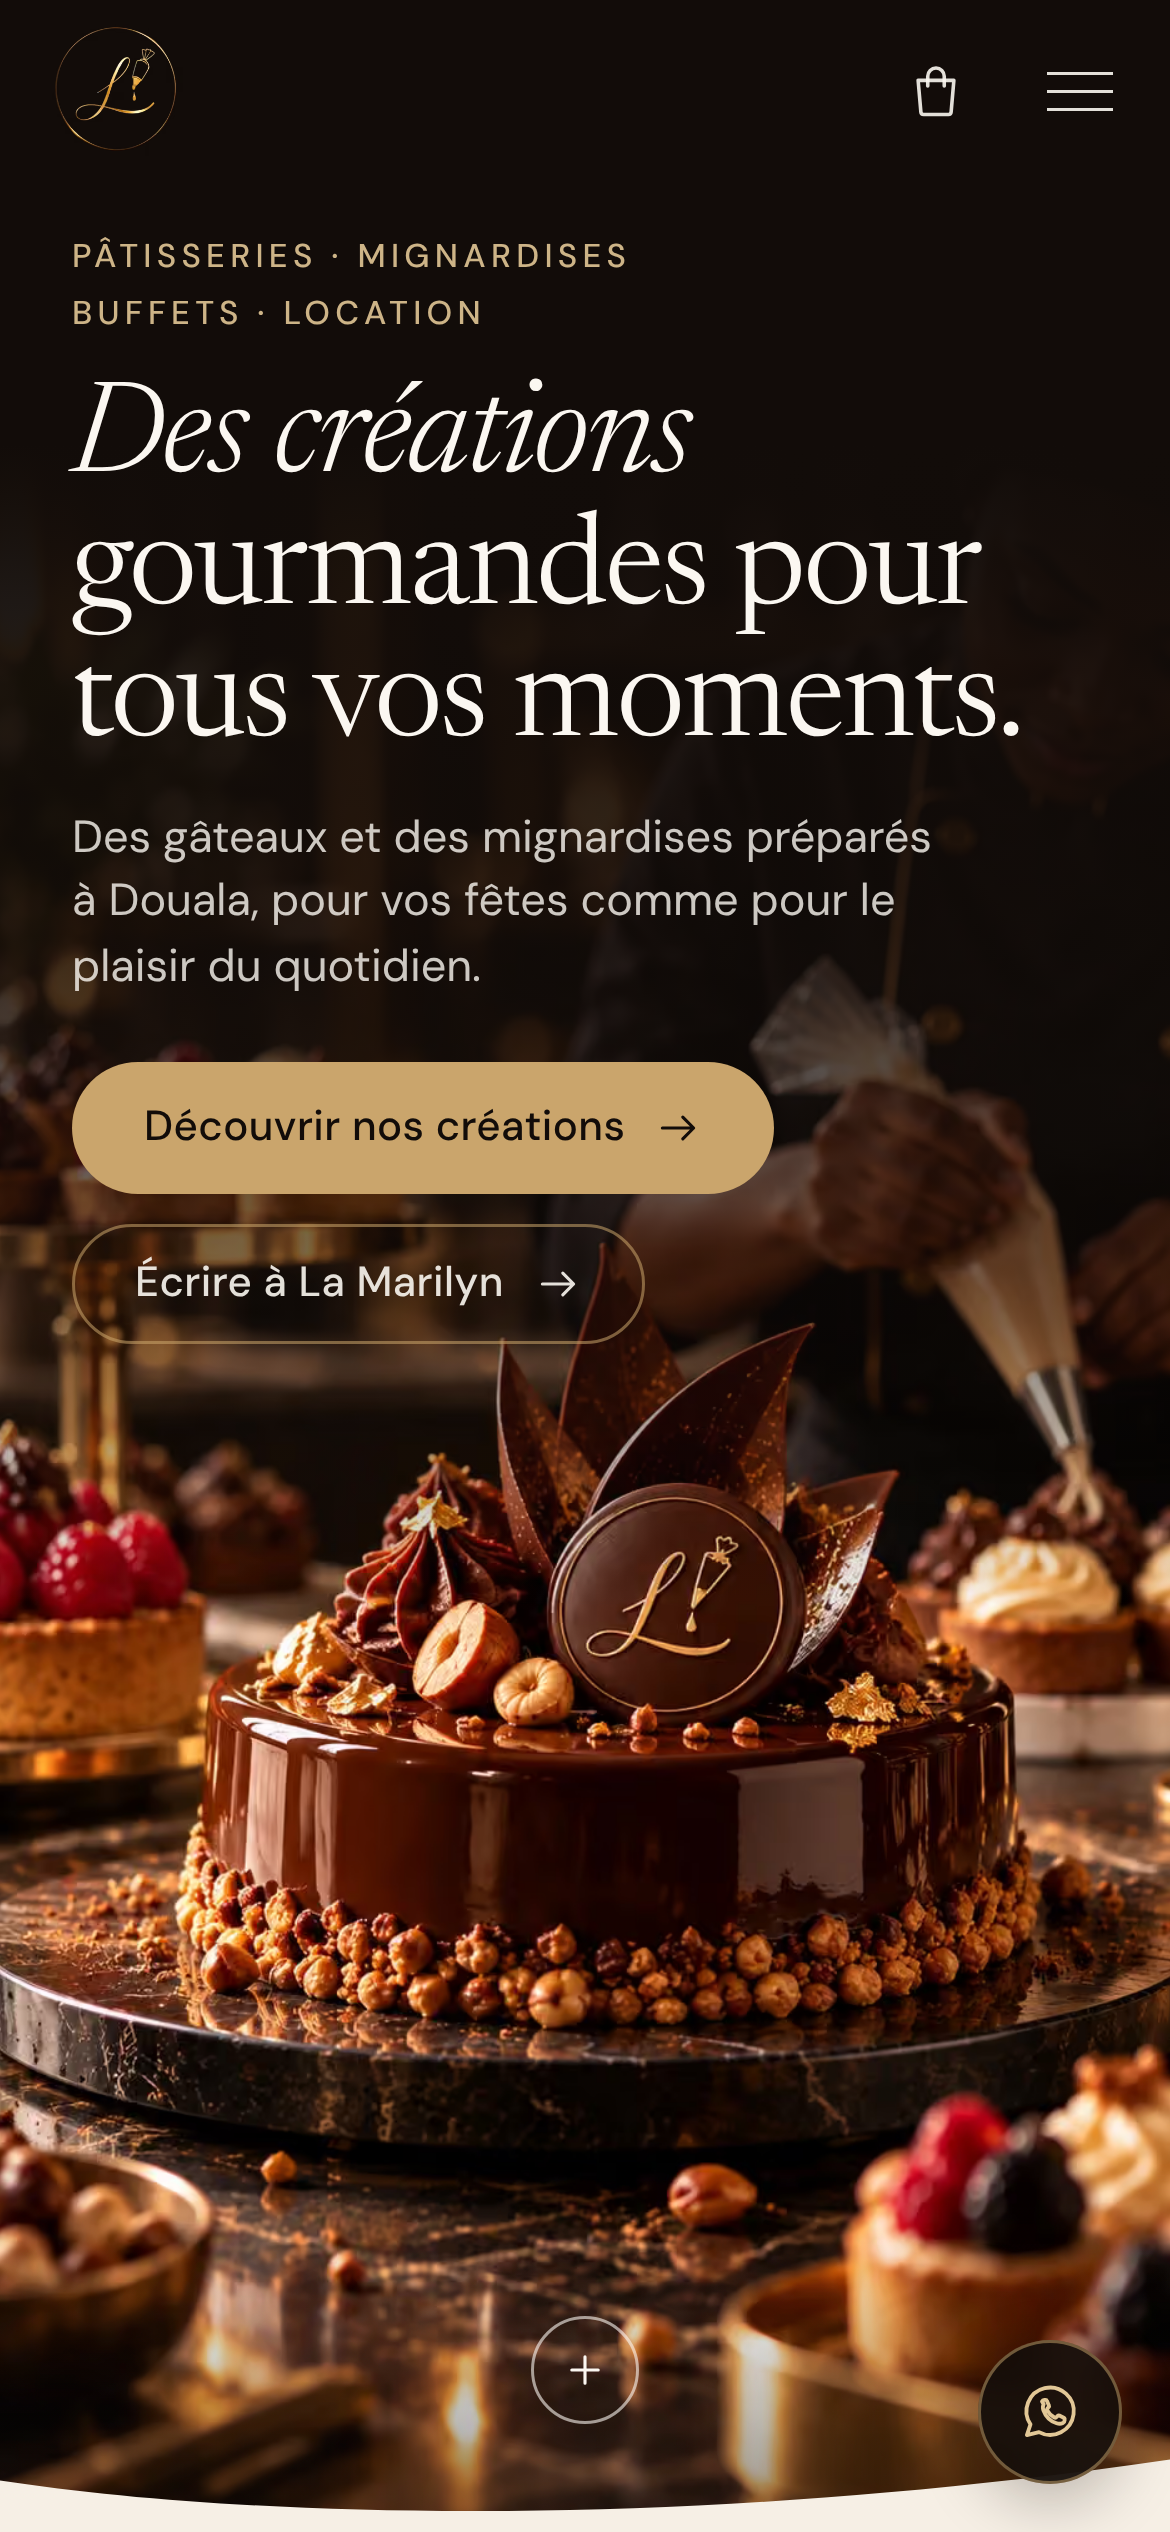 L
PÂTISSERIES · MIGNARDISES
BUFFETS · LOCATION
Des créations
gourmandes pour
tous vos moments.
Des gâteaux et des mignardises préparés
à Douala, pour vos fêtes comme pour le
plaisir du quotidien.
Découvrir nos créations →
Écrire à La Marilyn →
L